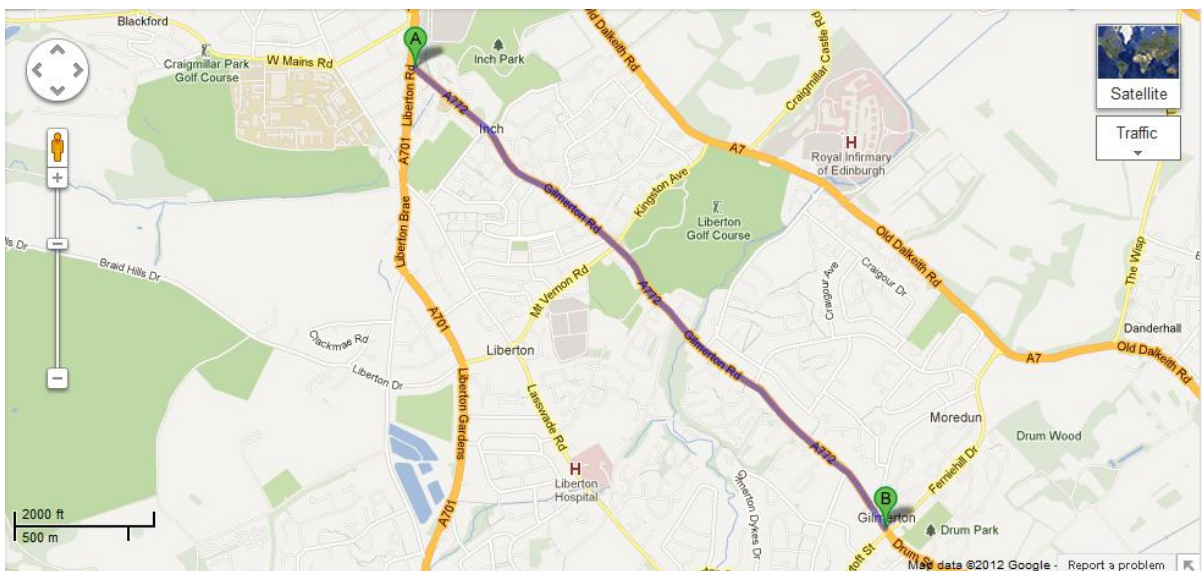 Blackford
A
Craigmillar Park
Golf Course
W Mains Rd
Inch Park
Old Dalkeith Rd
Craigmillar Castle Rd
Satellite
Traffic
Liberton Rd
A772
Inch
A701
A7
H
Royal Infirmary
of Edinburgh
Kingston Ave
Gilmerton Rd
Liberton
Golf Course
Liberton Brae
Braid Hills Dr
Old Dalkeith Rd
The Wisp
Mt Vernon Rd
A772
Craigour Ave
Craigour Dr
A701
Danderhall
Liberton
Liberton Dr
Gilmerton Rd
A7
Old Dalkeith Rd
Liberton Gardens
Lasswade Rd
Moredun
Drum Wood
A772
Ferniehill Dr
H
Liberton
Hospital
Gilmerton Dykes Dr
B
Gilmerton
Drum Park
A701
2000 ft
500 m
Map data ©2012 Google -
Report a problem